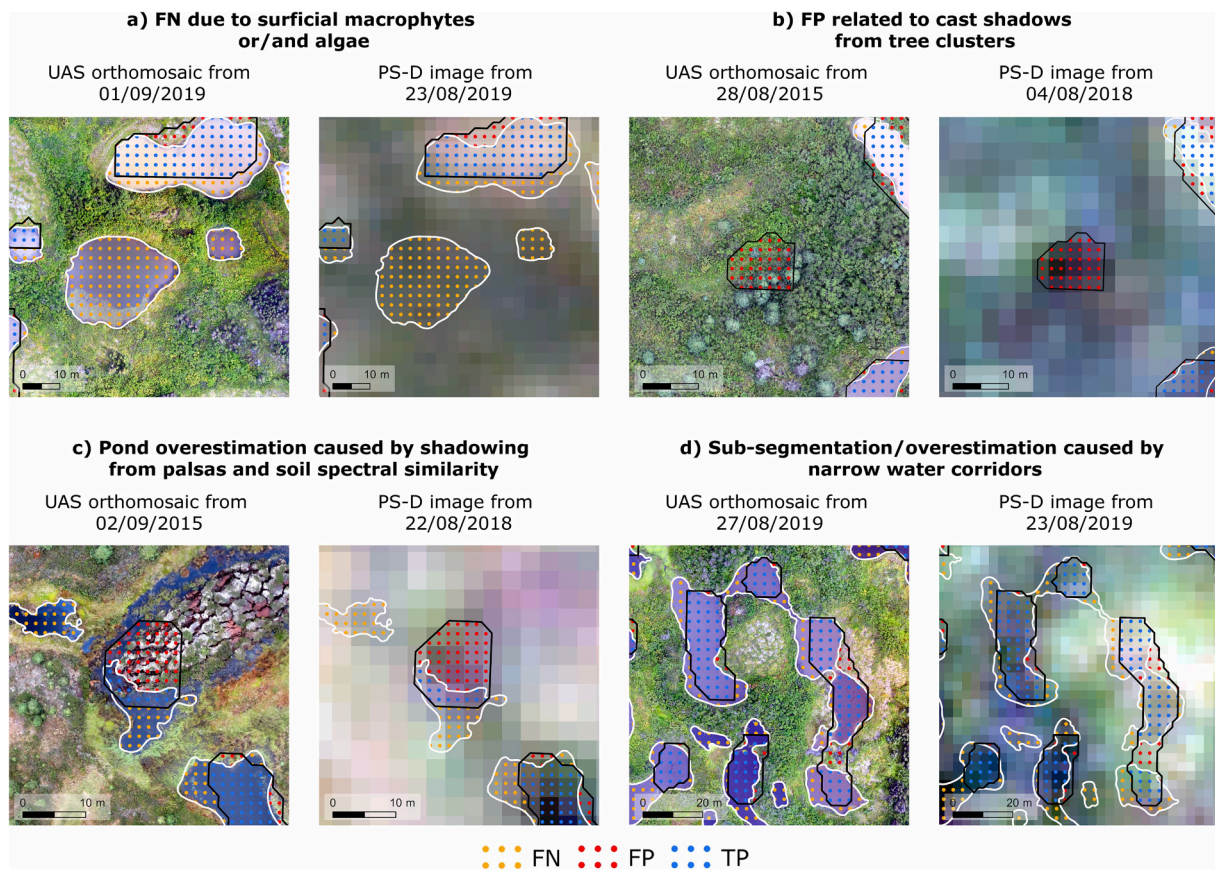 a) FN due to surficial macrophytes
or/and algae
b) FP related to cast shadows
from tree clusters
UAS orthomosaic from
01/09/2019
PS-D image from
23/08/2019
UAS orthomosaic from
28/08/2015
PS-D image from
04/08/2018
0 10 m
0 10 m
0 10 m
0 10 m
c) Pond overestimation caused by shadowing
from palsas and soil spectral similarity
d) Sub-segmentation/overestimation caused by
narrow water corridors
UAS orthomosaic from
02/09/2015
PS-D image from
22/08/2018
UAS orthomosaic from
27/08/2019
PS-D image from
23/08/2019
0 10 m
0 10 m
0 20 m
0 20 m
FN FP TP